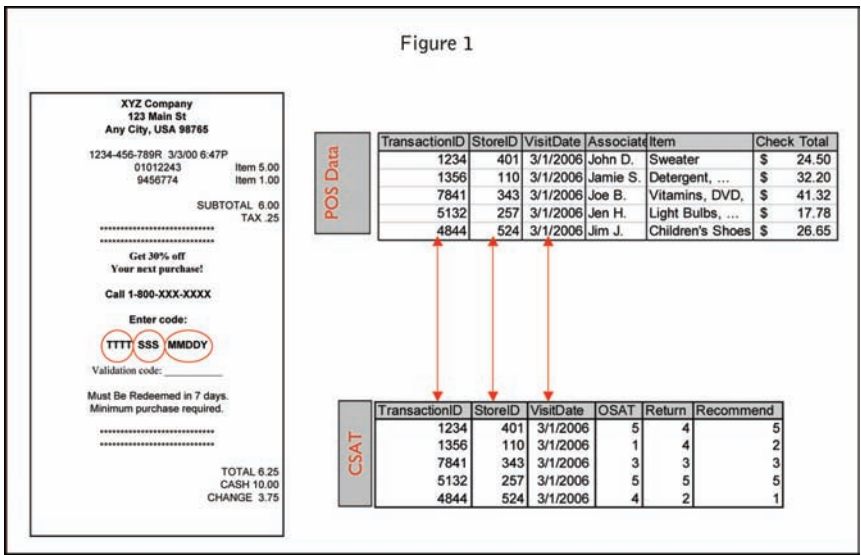 Figure 1
XYZ Company
123 Main St
Any City, USA 98765
1234-456-789R 3/3/00 6:47P
01012243 Item 5.00
9456774 Item 1.00
SUBTOTAL 6.00
TAX .25
****************************
****************************
Get 30% off
Your next purchase!
Call 1-800-XXX-XXXX
Enter code:
TTTT SSS MMDDY
Validation code: ____________
Must Be Redeemed in 7 days.
Minimum purchase required.
****************************
****************************
TOTAL 6.25
CASH 10.00
CHANGE 3.75
POS Data
TransactionID StoreID VisitDate Associate Item Check Total
1234 401 3/1/2006 John D. Sweater $ 24.50
1356 110 3/1/2006 Jamie S. Detergent, ... $ 32.20
7841 343 3/1/2006 Joe B. Vitamins, DVD, $ 41.32
5132 257 3/1/2006 Jen H. Light Bulbs, ... $ 17.78
4844 524 3/1/2006 Jim J. Children's Shoes $ 26.65
CSAT
TransactionID StoreID VisitDate OSAT Return Recommend
1234 401 3/1/2006 5 4 5
1356 110 3/1/2006 1 4 2
7841 343 3/1/2006 3 3 3
5132 257 3/1/2006 5 5 5
4844 524 3/1/2006 4 2 1